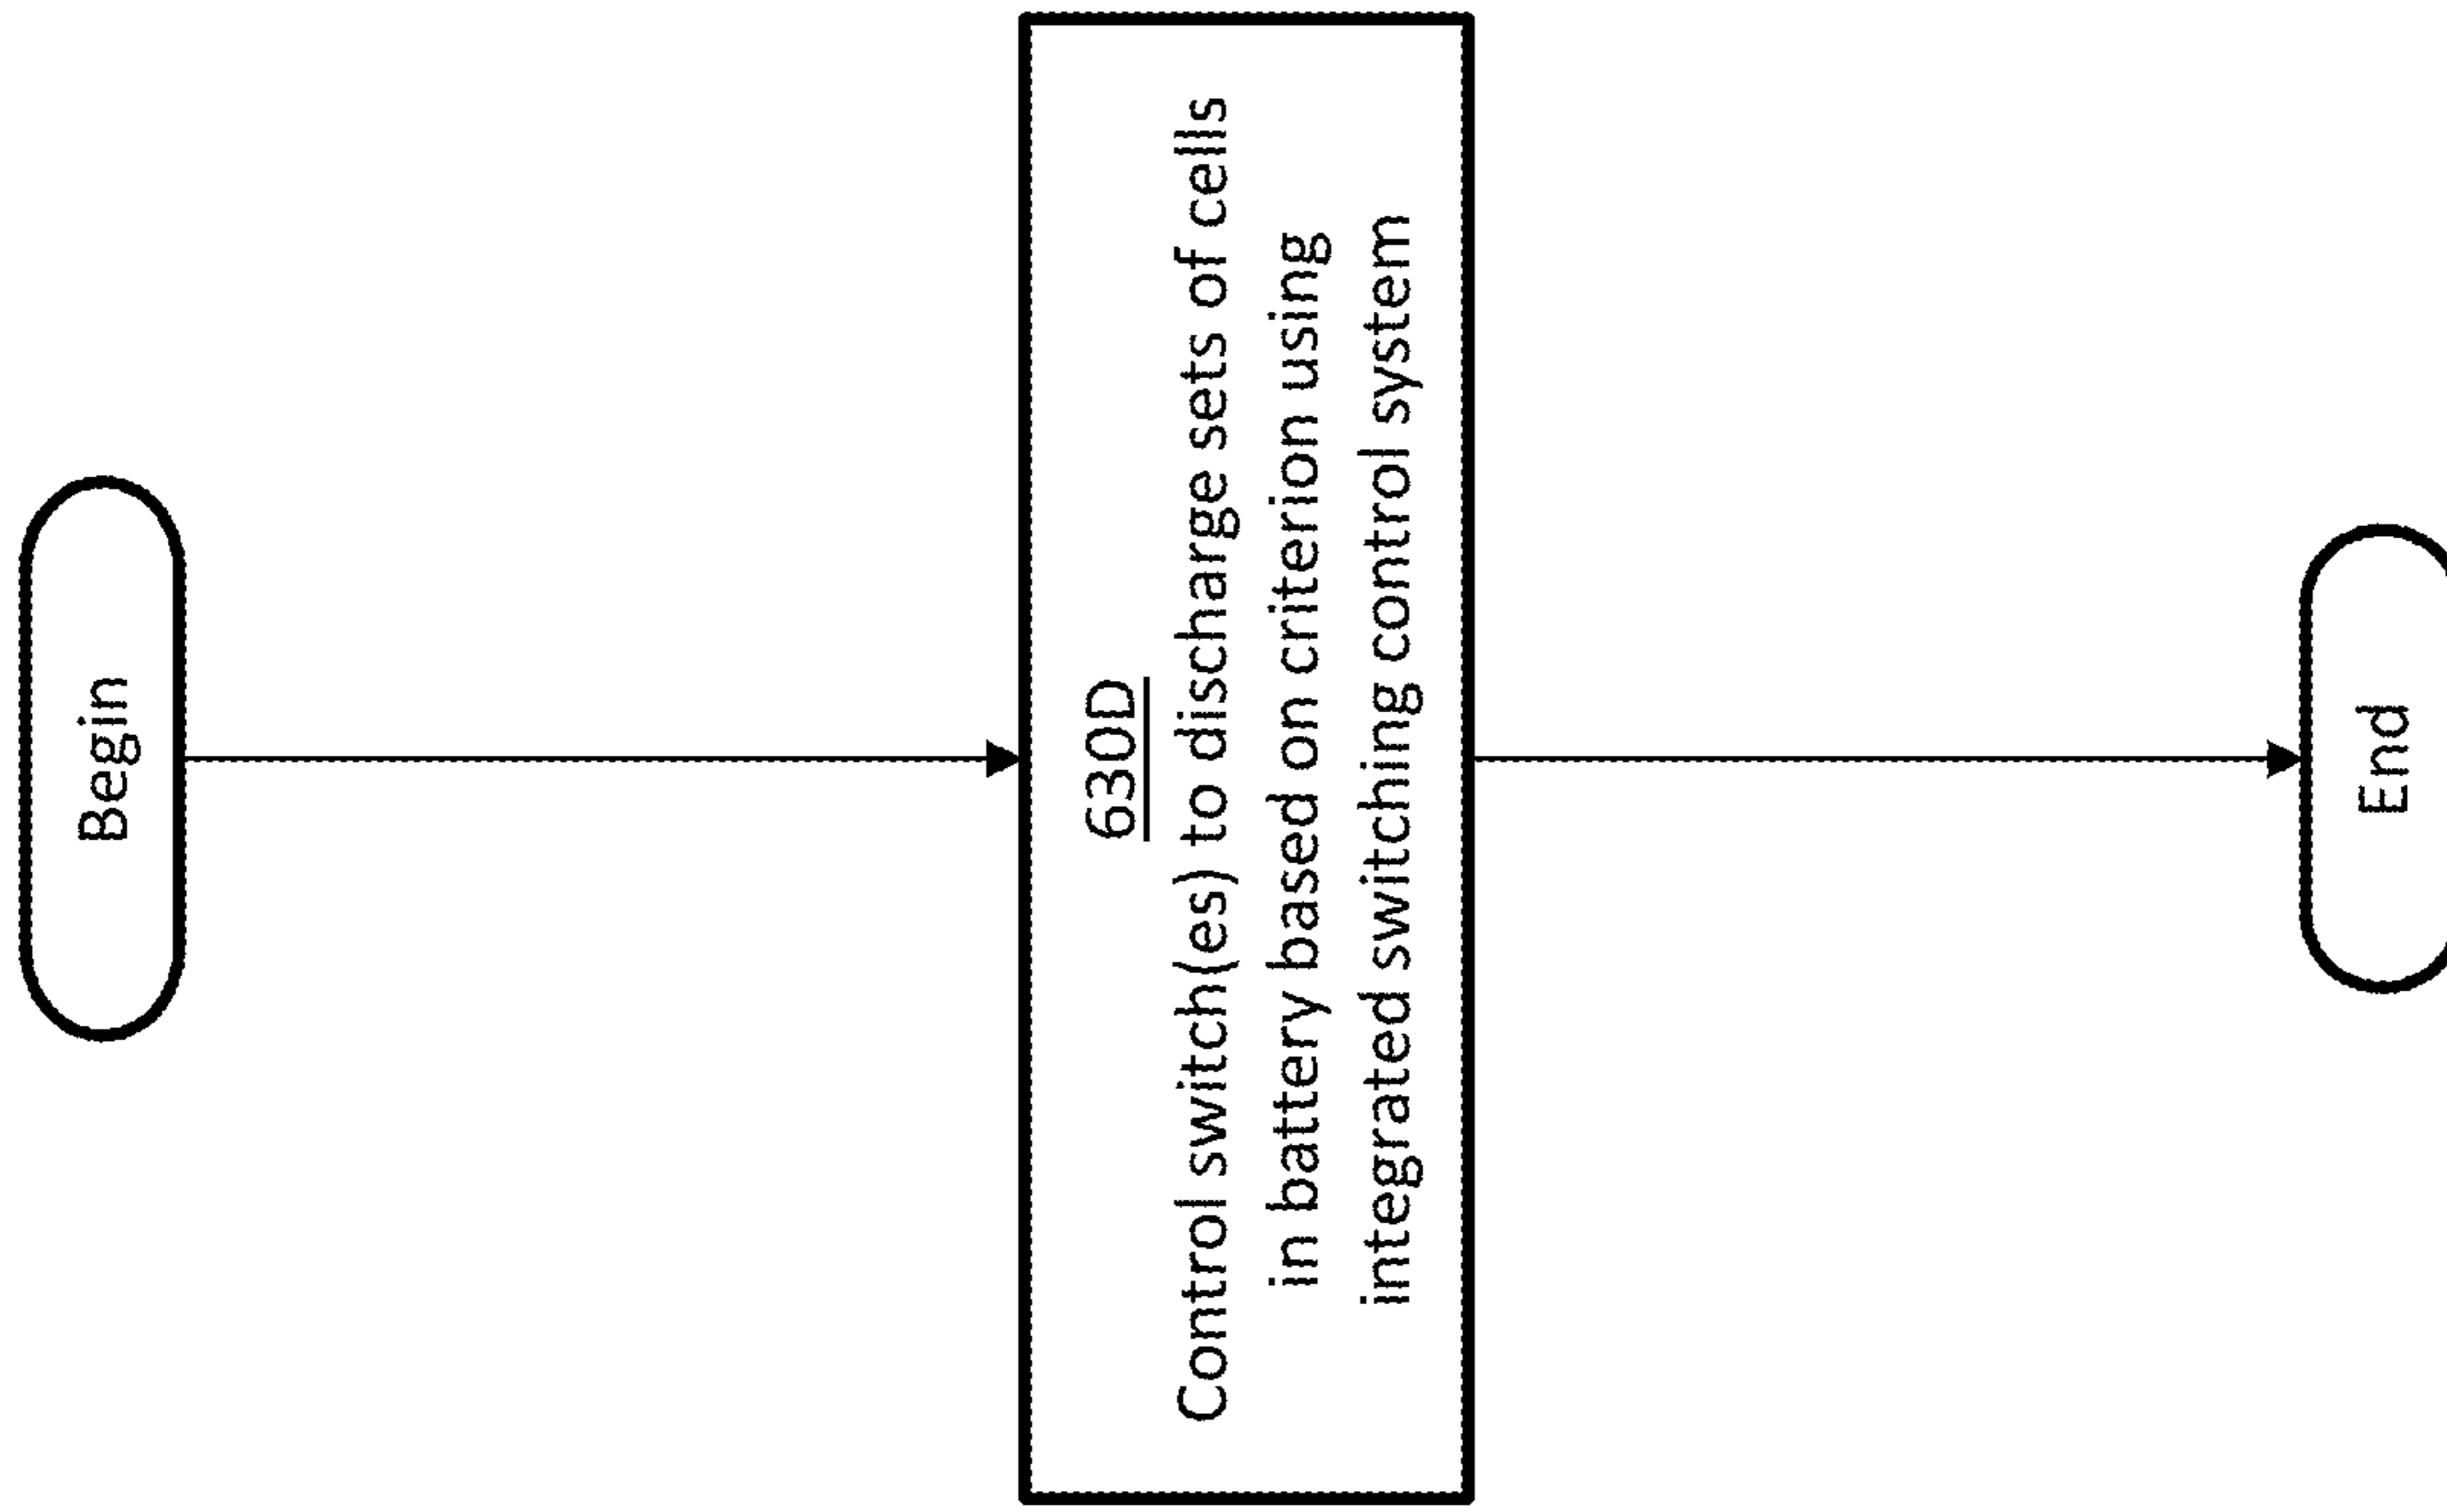 Begin
630D
Control switch(es) to discharge sets of cells
in battery based on criterion using
integrated switching control system
End